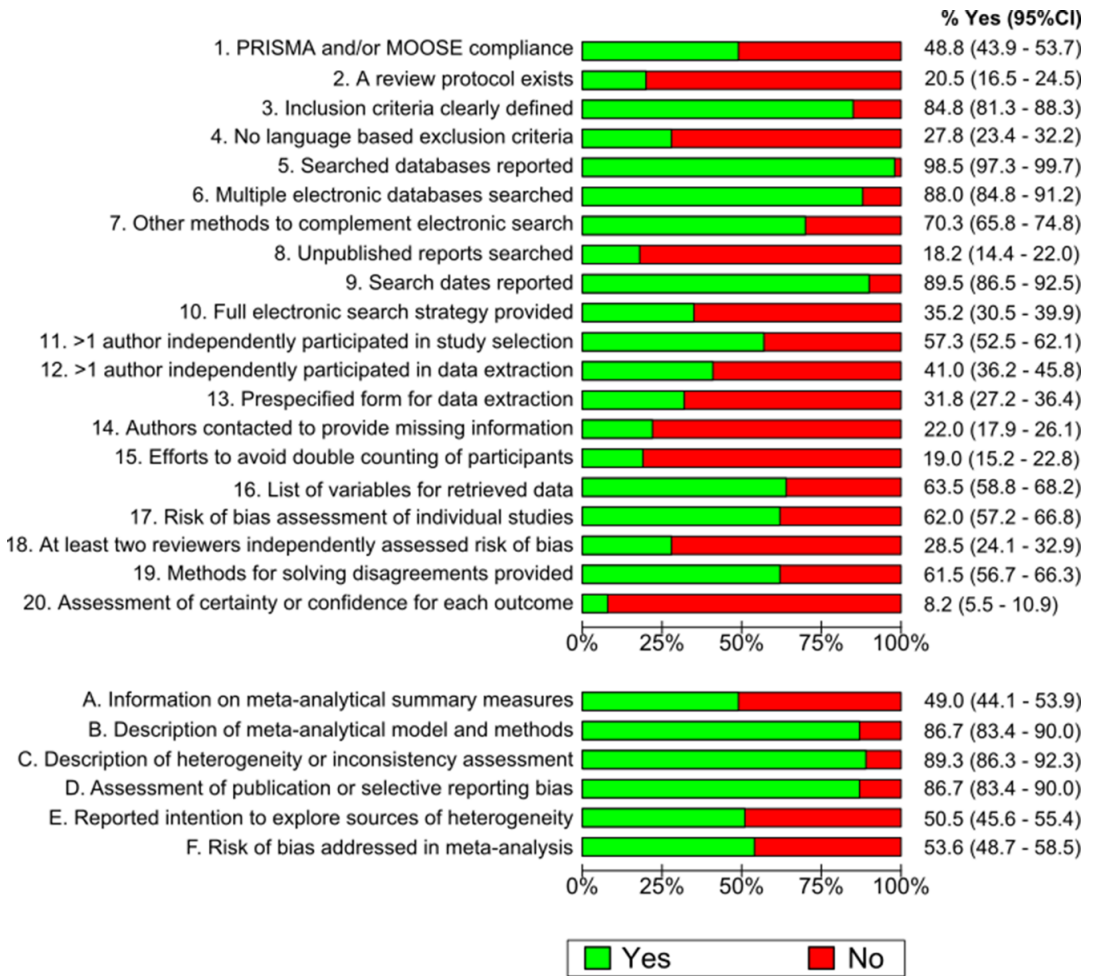 % Yes (95%CI)
1. PRISMA and/or MOOSE compliance 48.8 (43.9 - 53.7)
2. A review protocol exists 20.5 (16.5 - 24.5)
3. Inclusion criteria clearly defined 84.8 (81.3 - 88.3)
4. No language based exclusion criteria 27.8 (23.4 - 32.2)
5. Searched databases reported 98.5 (97.3 - 99.7)
6. Multiple electronic databases searched 88.0 (84.8 - 91.2)
7. Other methods to complement electronic search 70.3 (65.8 - 74.8)
8. Unpublished reports searched 18.2 (14.4 - 22.0)
9. Search dates reported 89.5 (86.5 - 92.5)
10. Full electronic search strategy provided 35.2 (30.5 - 39.9)
11. >1 author independently participated in study selection 57.3 (52.5 - 62.1)
12. >1 author independently participated in data extraction 41.0 (36.2 - 45.8)
13. Prespecified form for data extraction 31.8 (27.2 - 36.4)
14. Authors contacted to provide missing information 22.0 (17.9 - 26.1)
15. Efforts to avoid double counting of participants 19.0 (15.2 - 22.8)
16. List of variables for retrieved data 63.5 (58.8 - 68.2)
17. Risk of bias assessment of individual studies 62.0 (57.2 - 66.8)
18. At least two reviewers independently assessed risk of bias 28.5 (24.1 - 32.9)
19. Methods for solving disagreements provided 61.5 (56.7 - 66.3)
20. Assessment of certainty or confidence for each outcome 8.2 (5.5 - 10.9)
0% 25% 50% 75% 100%
A. Information on meta-analytical summary measures 49.0 (44.1 - 53.9)
B. Description of meta-analytical model and methods 86.7 (83.4 - 90.0)
C. Description of heterogeneity or inconsistency assessment 89.3 (86.3 - 92.3)
D. Assessment of publication or selective reporting bias 86.7 (83.4 - 90.0)
E. Reported intention to explore sources of heterogeneity 50.5 (45.6 - 55.4)
F. Risk of bias addressed in meta-analysis 53.6 (48.7 - 58.5)
0% 25% 50% 75% 100%
Yes No